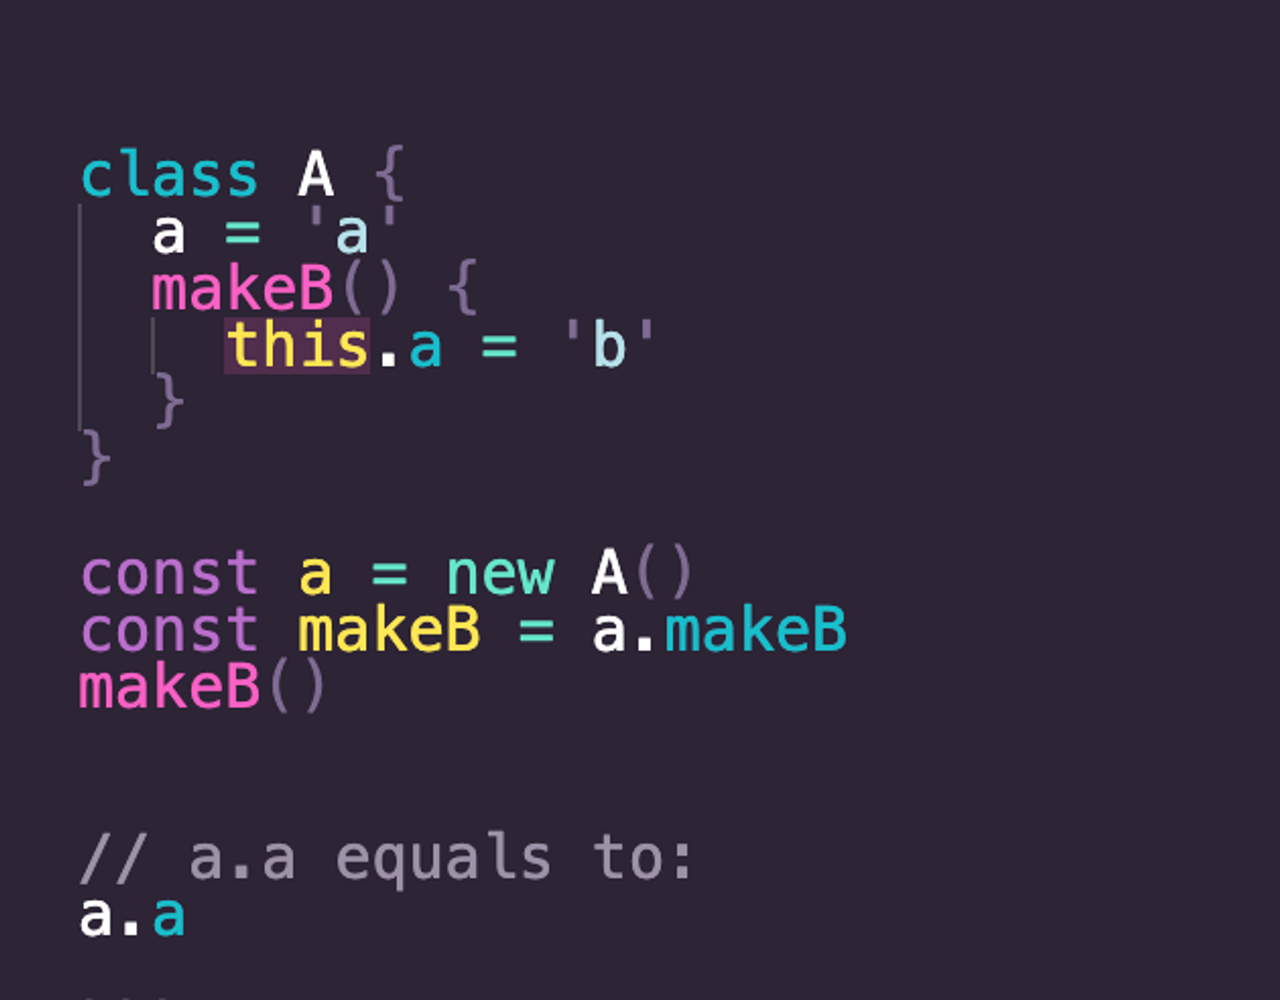 class A {
  a = 'a'
  makeB() {
    this.a = 'b'
  }
}
const a = new A()
const makeB = a.makeB
makeB()
// a.a equals to:
a.a